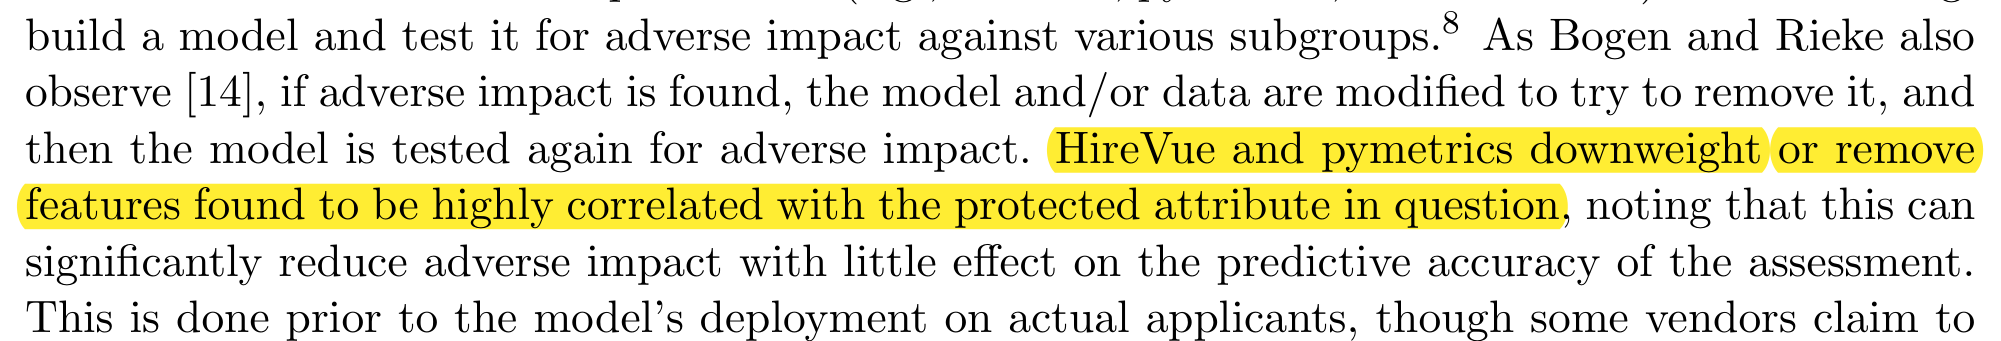 build a model and test it for adverse impact against various subgroups.8 As Bogen and Rieke also
observe [14], if adverse impact is found, the model and/or data are modified to try to remove it, and
then the model is tested again for adverse impact. HireVue and pymetrics downweight or remove
features found to be highly correlated with the protected attribute in question, noting that this can
significantly reduce adverse impact with little effect on the predictive accuracy of the assessment.
This is done prior to the model's deployment on actual applicants, though some vendors claim to